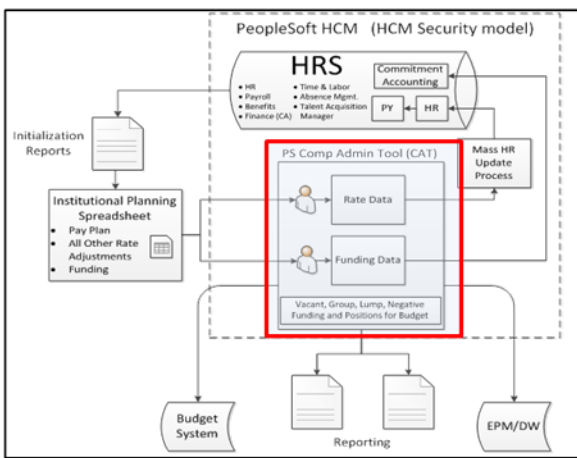 PeopleSoft HCM (HCM Security model)
HRS
• HR
• Payroll
• Benefits
• Finance (CA)
• Time & Labor
• Absence Mgmt.
• Talent Acquisition
Manager
Commitment
Accounting
PY
HR
Initialization
Reports
Mass HR
Update
Process
PS Comp Admin Tool (CAT)
Institutional Planning
Spreadsheet
• Pay Plan
• All Other Rate
Adjustments
• Funding
Rate Data
Funding Data
Vacant, Group, Lump, Negative
Funding and Positions for Budget
Budget
System
Reporting
EPM/DW